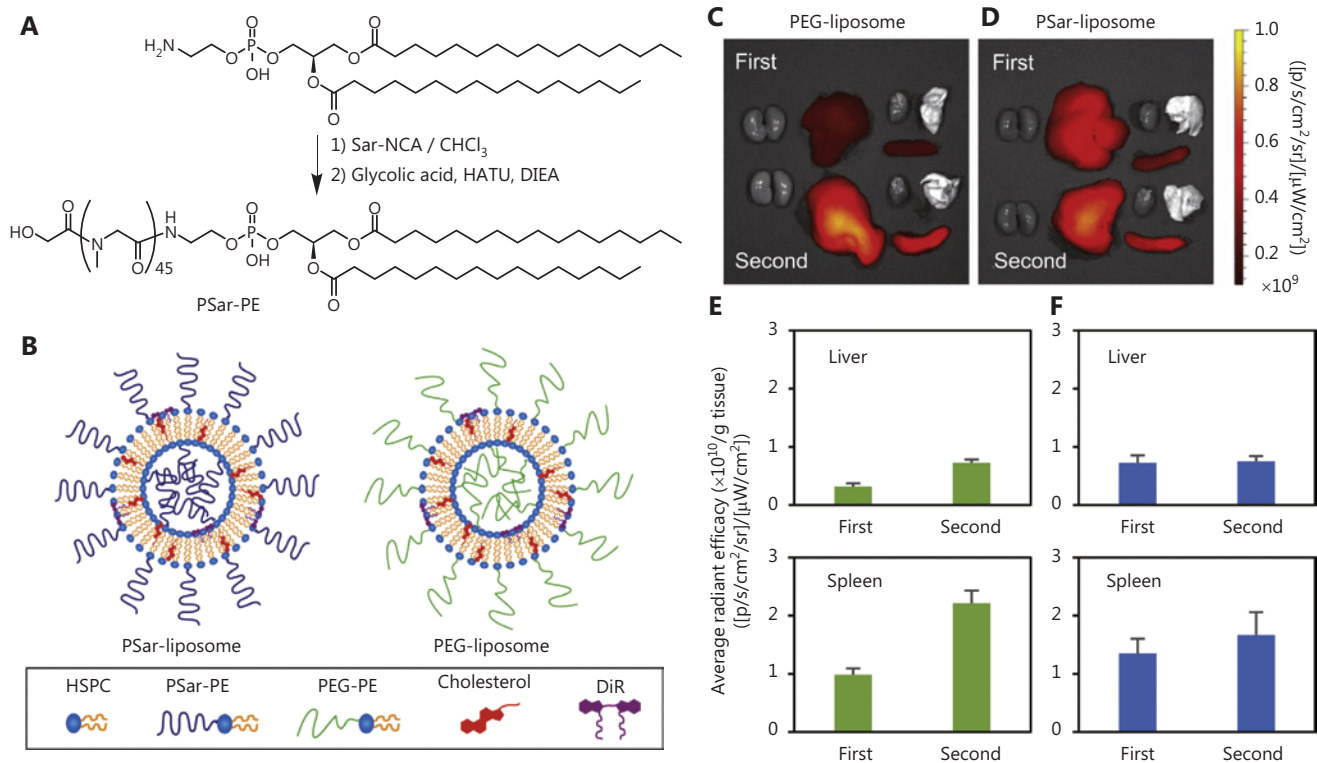 A
H₂N
O
O
P
OH
O
O
O
O
O
1) Sar-NCA / CHCl₃
2) Glycolic acid, HATU, DIEA
HO
O
N
O
45
H
N
O
O
P
OH
O
O
O
O
O
PSar-PE
B
PSar-liposome
PEG-liposome
HSPC
PSar-PE
PEG-PE
Cholesterol
DiR
C
PEG-liposome
First
Second
D
PSar-liposome
First
Second
1.0
0.8
0.6
0.4
0.2
×10⁹
([p/s/cm²/sr]/[µW/cm²])
E
Average radiant efficacy (×10¹⁰/g tissue)
([p/s/cm²/sr]/[µW/cm²])
3
2
1
0
Liver
First
Second
3
2
1
0
Spleen
First
Second
F
3
2
1
0
Liver
First
Second
3
2
1
0
Spleen
First
Second